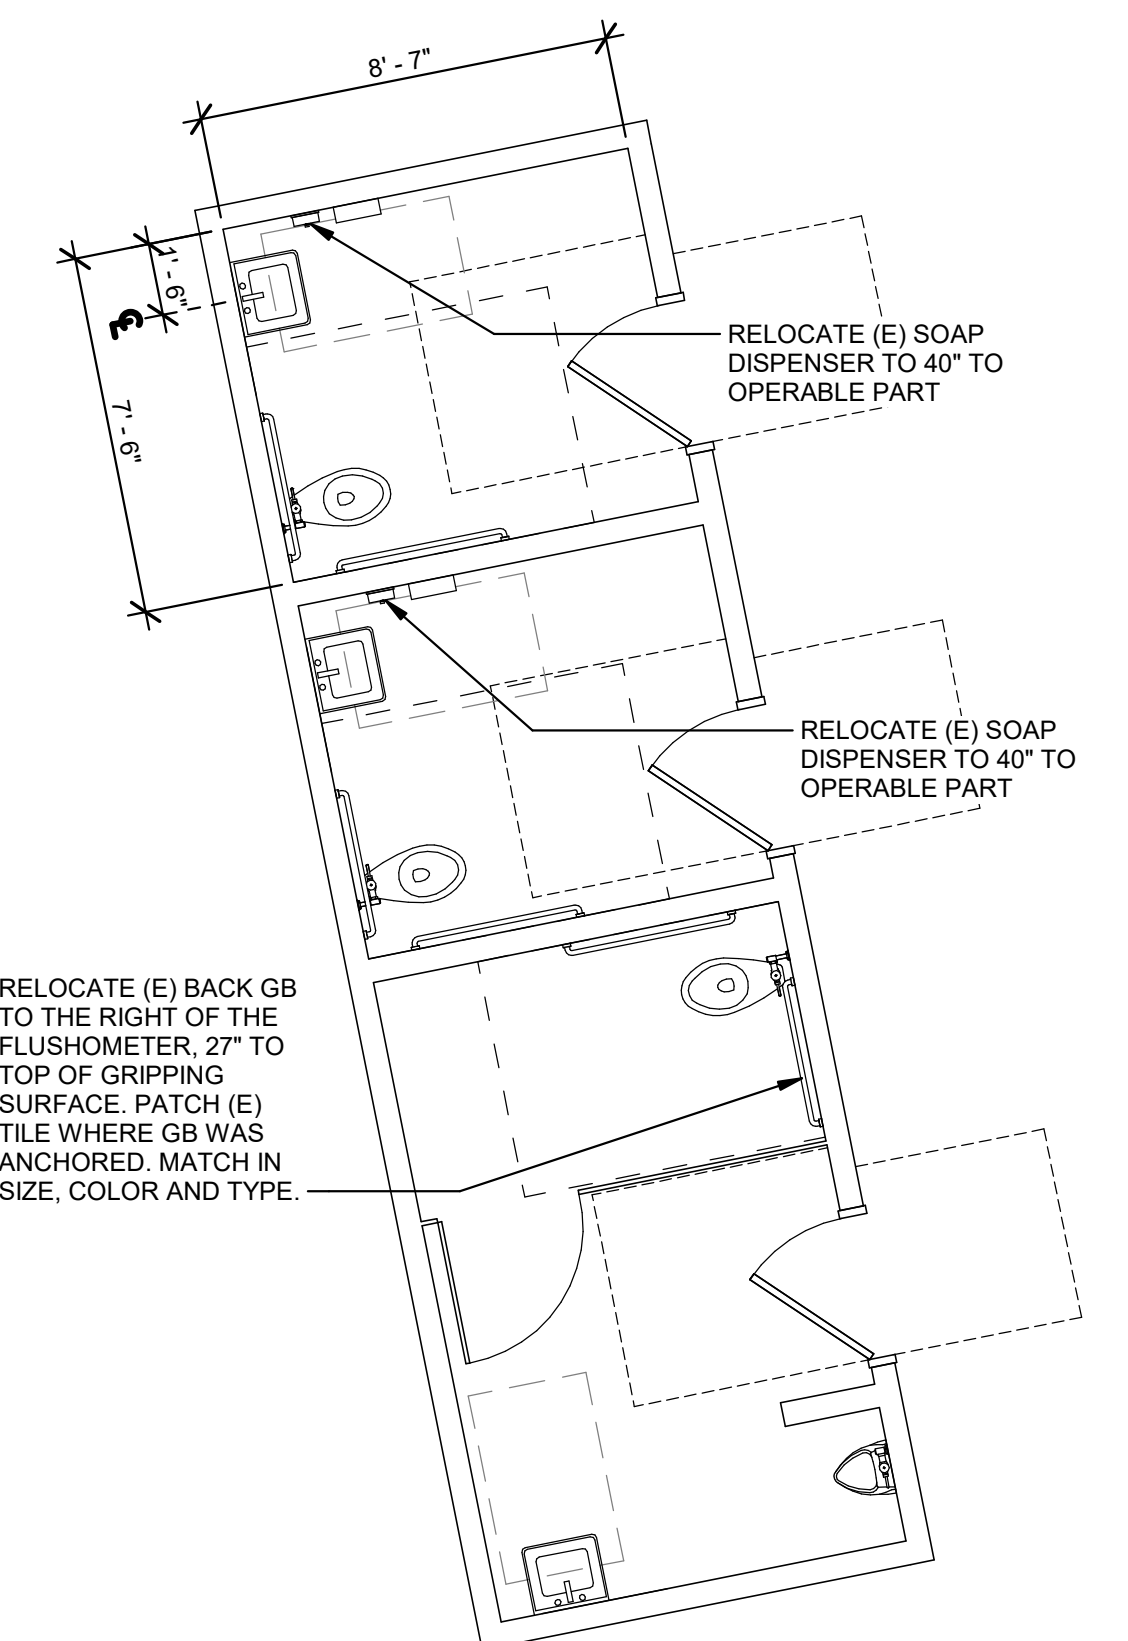 8' - 7"
1' - 6"
CL
7' - 6"
RELOCATE (E) SOAP
DISPENSER TO 40" TO
OPERABLE PART
RELOCATE (E) SOAP
DISPENSER TO 40" TO
OPERABLE PART
RELOCATE (E) BACK GB
TO THE RIGHT OF THE
FLUSHOMETER, 27" TO
TOP OF GRIPPING
SURFACE. PATCH (E)
TILE WHERE GB WAS
ANCHORED. MATCH IN
SIZE, COLOR AND TYPE.